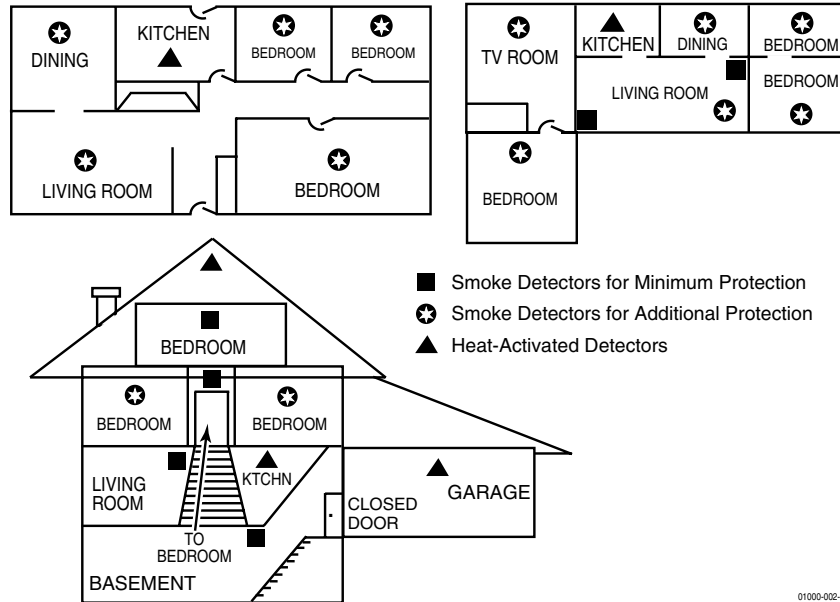 DINING
KITCHEN
BEDROOM
BEDROOM
LIVING ROOM
BEDROOM
TV ROOM
KITCHEN
DINING
BEDROOM
LIVING ROOM
BEDROOM
BEDROOM
Smoke Detectors for Minimum Protection
Smoke Detectors for Additional Protection
Heat-Activated Detectors
BEDROOM
BEDROOM
BEDROOM
LIVING
ROOM
KTCHN
CLOSED
DOOR
GARAGE
TO
BEDROOM
BASEMENT
01000-002-